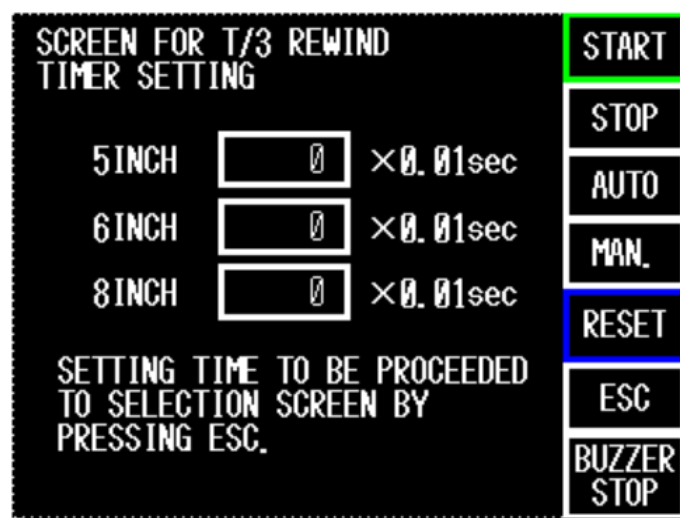 SCREEN FOR T/3 REWIND
TIMER SETTING
5INCH 0 ×0.01sec
6INCH 0 ×0.01sec
8INCH 0 ×0.01sec
SETTING TIME TO BE PROCEEDED
TO SELECTION SCREEN BY
PRESSING ESC.
START
STOP
AUTO
MAN.
RESET
ESC
BUZZER
STOP